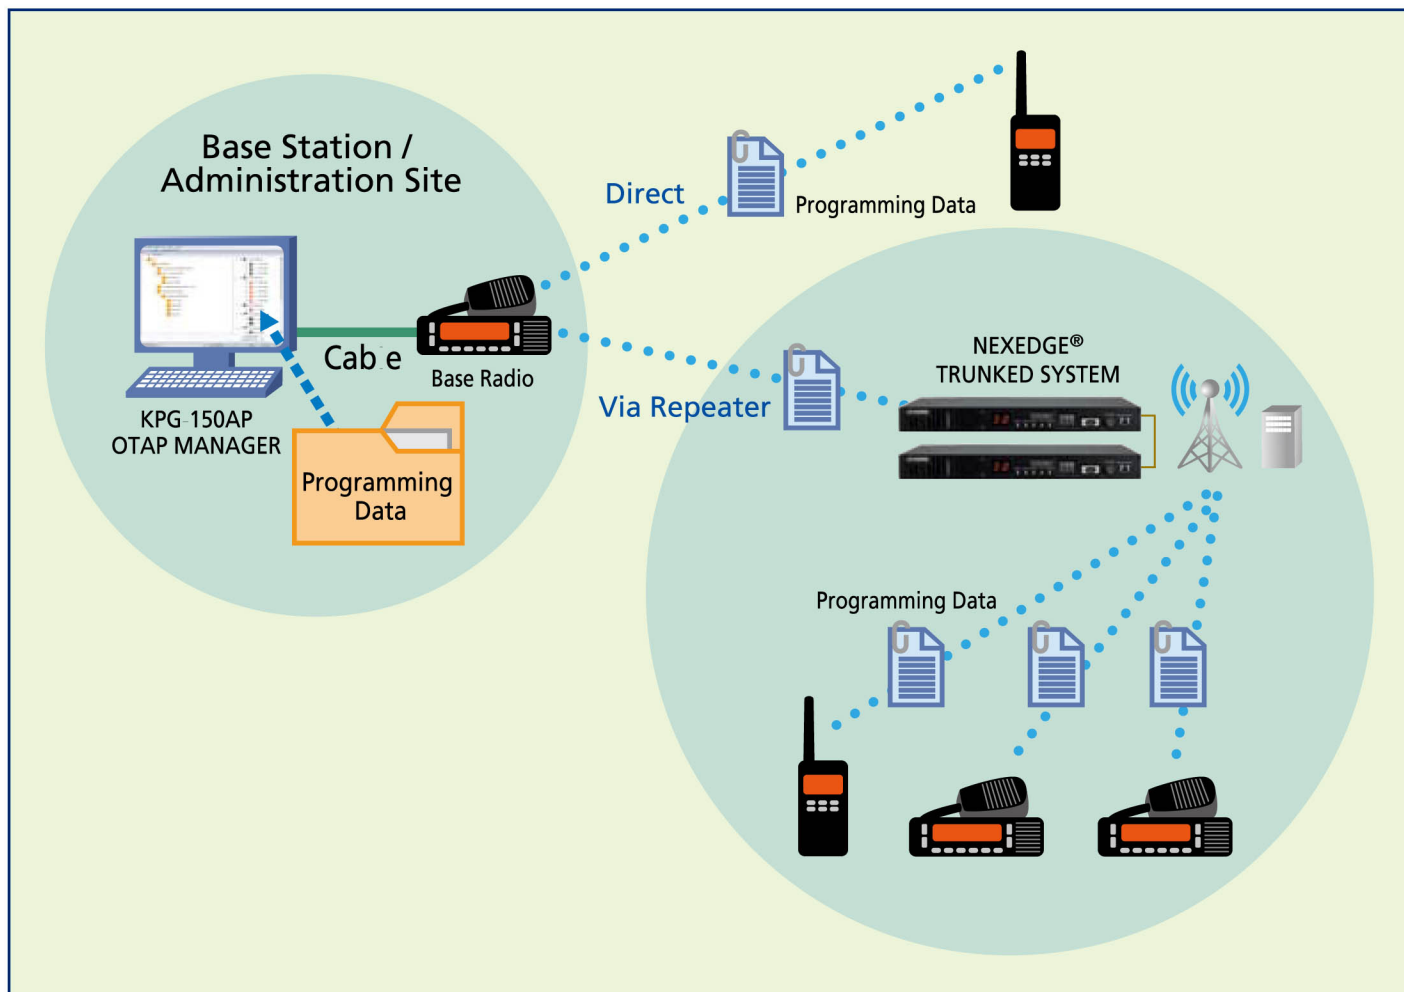 Base Station /
Administration Site
Direct
Programming Data
Cable
Base Radio
KPG-150AP
OTAP MANAGER
Programming
Data
Via Repeater
NEXEDGE®
TRUNKED SYSTEM
Programming Data